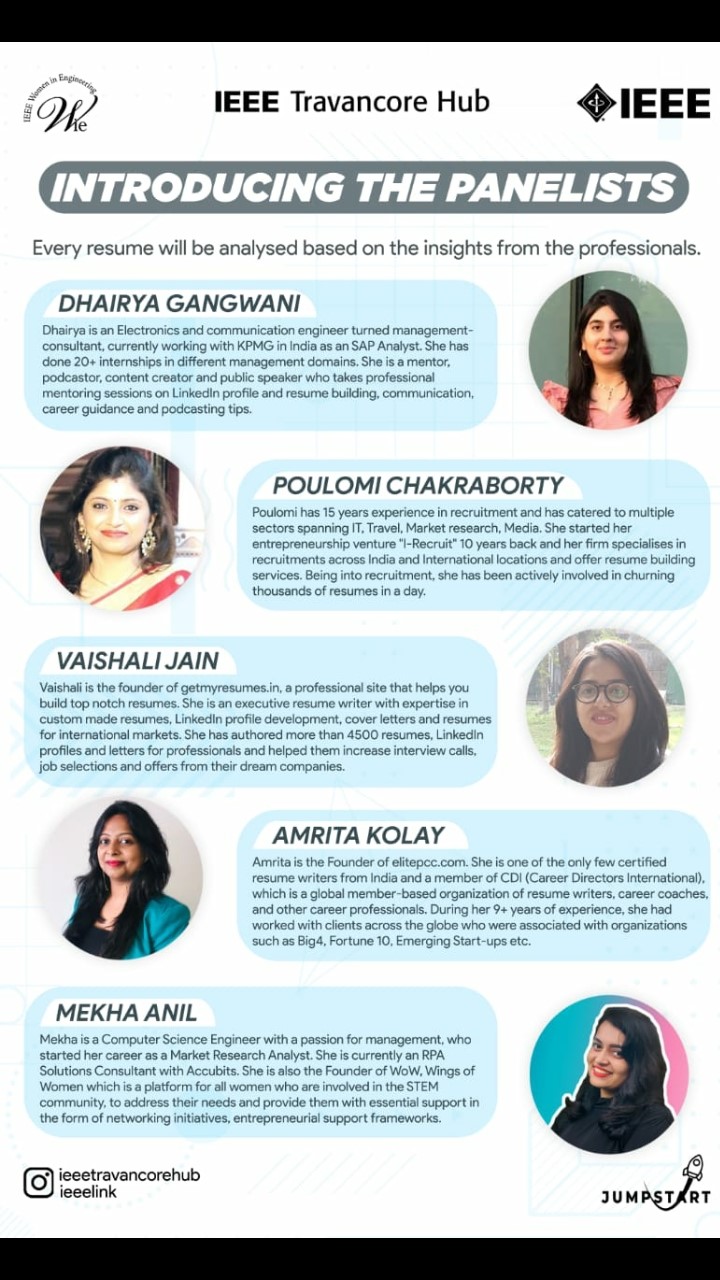 IEEE Women in Engineering
WIE
IEEE Travancore Hub
IEEE
INTRODUCING THE PANELISTS
Every resume will be analysed based on the insights from the professionals.
DHAIRYA GANGWANI
Dhairya is an Electronics and communication engineer turned management-
consultant, currently working with KPMG in India as an SAP Analyst. She has
done 20+ internships in different management domains. She is a mentor,
podcastor, content creator and public speaker who takes professional
mentoring sessions on LinkedIn profile and resume building, communication,
career guidance and podcasting tips.
POULOMI CHAKRABORTY
Poulomi has 15 years experience in recruitment and has catered to multiple
sectors spanning IT, Travel, Market research, Media. She started her
entrepreneurship venture "I-Recruit" 10 years back and her firm specialises in
recruitments across India and International locations and offer resume building
services. Being into recruitment, she has been actively involved in churning
thousands of resumes in a day.
VAISHALI JAIN
Vaishali is the founder of getmyresumes.in, a professional site that helps you
build top notch resumes. She is an executive resume writer with expertise in
custom made resumes, LinkedIn profile development, cover letters and resumes
for international markets. She has authored more than 4500 resumes, LinkedIn
profiles and letters for professionals and helped them increase interview calls,
job selections and offers from their dream companies.
AMRITA KOLAY
Amrita is the Founder of elitepcc.com. She is one of the only few certified
resume writers from India and a member of CDI (Career Directors International),
which is a global member-based organization of resume writers, career coaches,
and other career professionals. During her 9+ years of experience, she had
worked with clients across the globe who were associated with organizations
such as Big4, Fortune 10, Emerging Start-ups etc.
MEKHA ANIL
Mekha is a Computer Science Engineer with a passion for management, who
started her career as a Market Research Analyst. She is currently an RPA
Solutions Consultant with Accubits. She is also the Founder of WoW, Wings of
Women which is a platform for all women who are involved in the STEM
community, to address their needs and provide them with essential support in
the form of networking initiatives, entrepreneurial support frameworks.
ieeetravancorehub
ieeelink
JUMPSTART